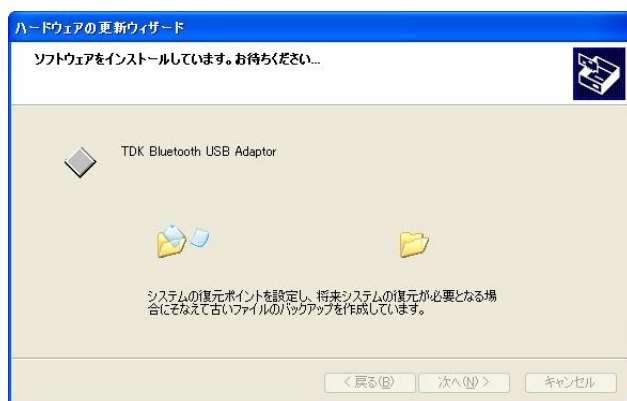 ハードウェアの更新ウィザード
ソフトウェアをインストールしています。お待ちください...
TDK Bluetooth USB Adaptor
システムの復元ポイントを設定し、将来システムの復元が必要となる場
合にそなえて古いファイルのバックアップを作成しています。
< 戻る(B) 次へ(N) > キャンセル